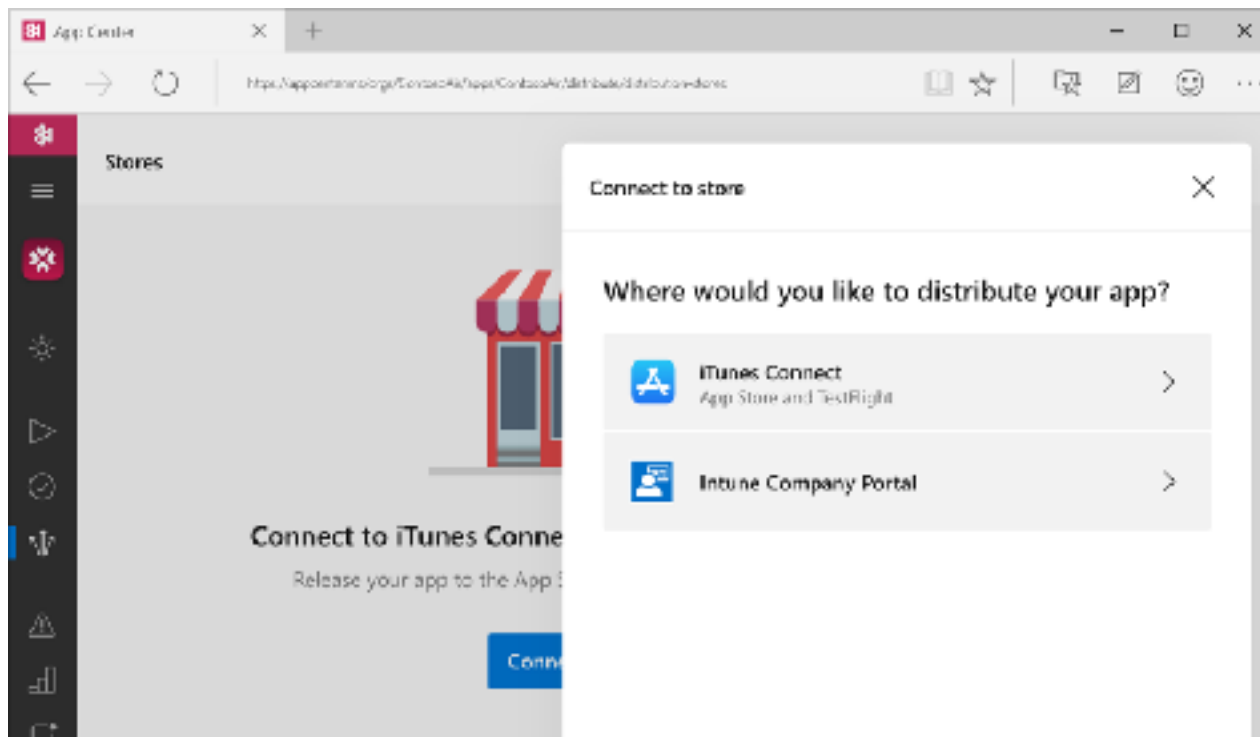 App Center
Stores
Connect to store
Where would you like to distribute your app?
iTunes Connect
App Store and TestFlight
Intune Company Portal
Connect to iTunes Conne
Release your app to the App S
Conne